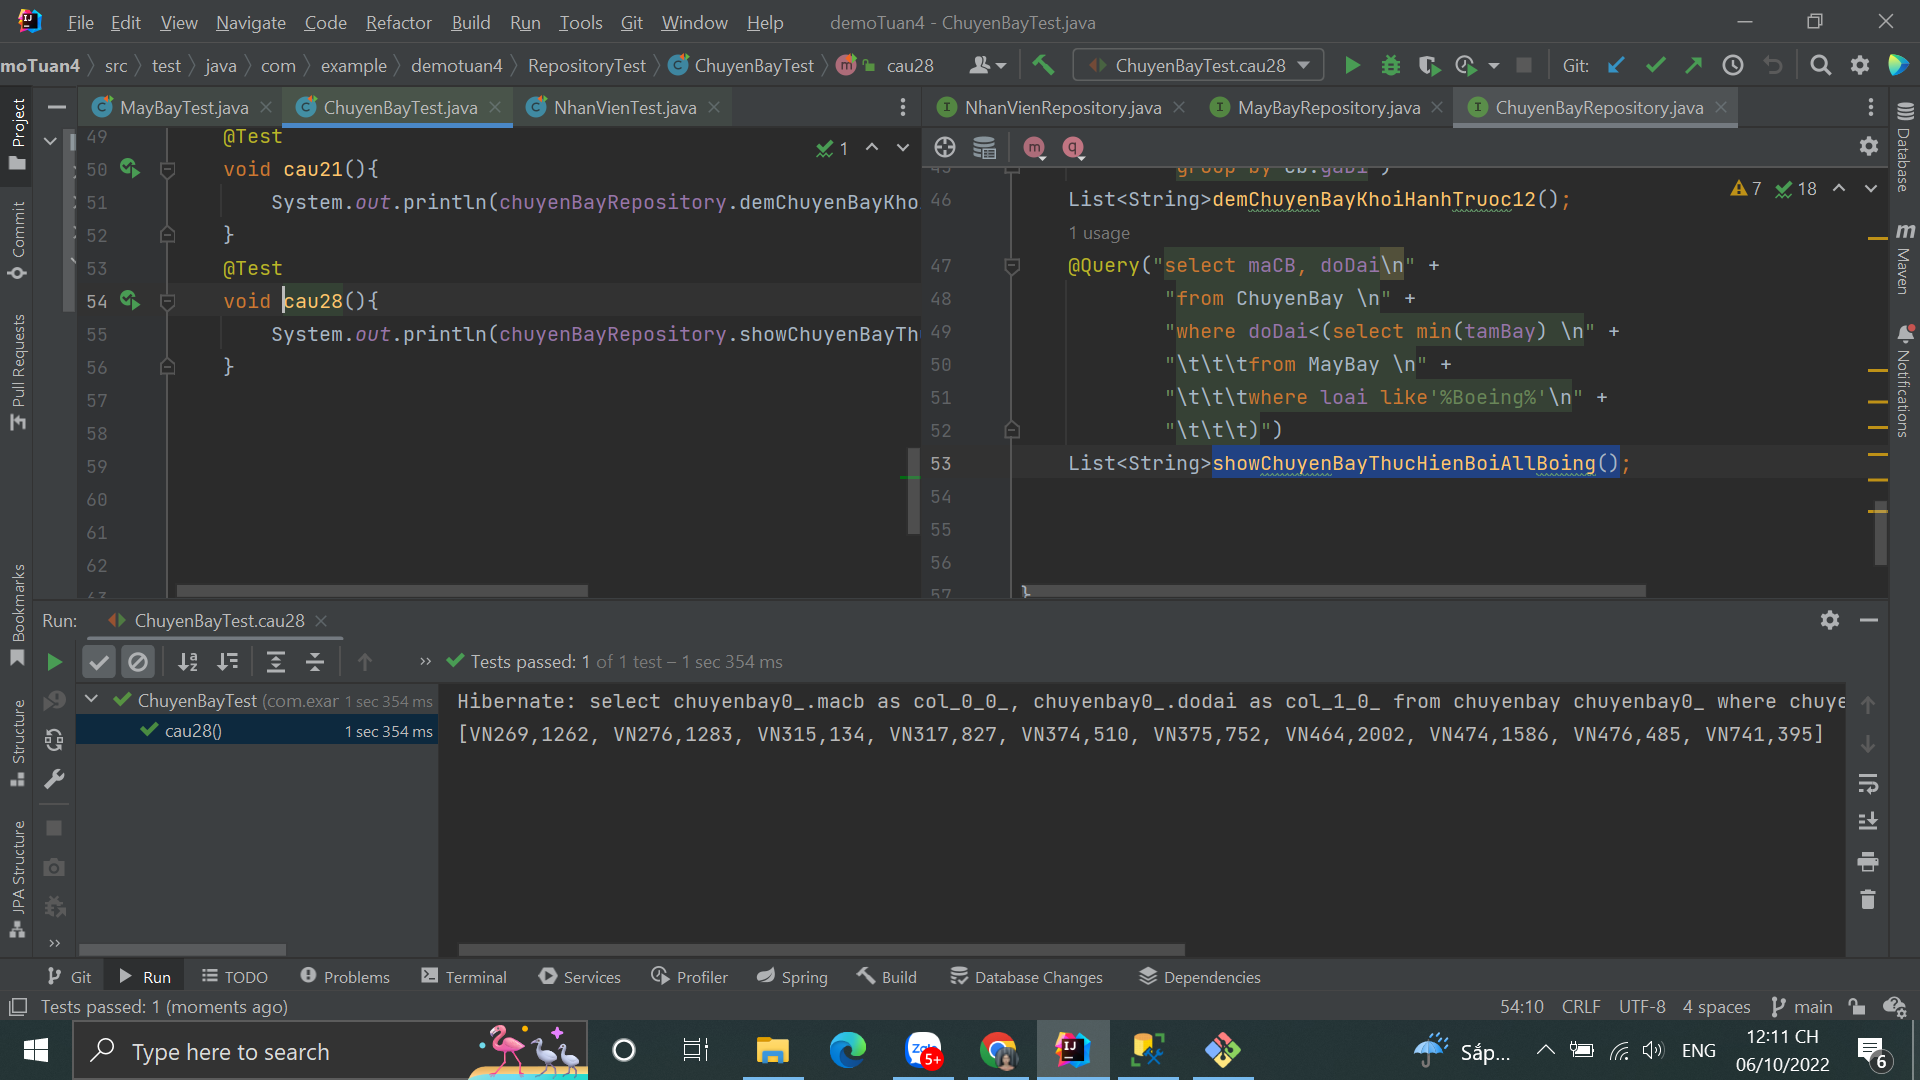 File Edit View Navigate Code Refactor Build Run Tools Git Window Help demoTuan4 - ChuyenBayTest.java
moTuan4 src test java com example demotuan4 RepositoryTest ChuyenBayTest cau28 ChuyenBayTest.cau28 Git:
MayBayTest.java ChuyenBayTest.java NhanVienTest.java
NhanVienRepository.java MayBayRepository.java ChuyenBayRepository.java
Project
Commit
Pull Requests
Bookmarks
Structure
JPA Structure
1
49 @Test
50 void cau21(){
51 System.out.println(chuyenBayRepository.demChuyenBayKho
52 }
53 @Test
54 void cau28(){
55 System.out.println(chuyenBayRepository.showChuyenBayTh
56 }
57
58
59
60
61
62
63
7 18
45 group by cb.gaDi")
46 List<String>demChuyenBayKhoiHanhTruoc12();
1 usage
47 @Query("select maCB, doDai\n" +
48 "from ChuyenBay \n" +
49 "where doDai<(select min(tamBay) \n" +
50 "\t\t\tfrom MayBay \n" +
51 "\t\t\twhere loai like'%Boeing%'\n" +
52 "\t\t\t)")
53 List<String>showChuyenBayThucHienBoiAllBoing();
54
55
56
57 }
Database
Maven
Notifications
Run: ChuyenBayTest.cau28
Tests passed: 1 of 1 test – 1 sec 354 ms
ChuyenBayTest (com.exar 1 sec 354 ms
cau28() 1 sec 354 ms
Hibernate: select chuyenbay0_.macb as col_0_0_, chuyenbay0_.dodai as col_1_0_ from chuyenbay chuyenbay0_ where chuye
[VN269,1262, VN276,1283, VN315,134, VN317,827, VN374,510, VN375,752, VN464,2002, VN474,1586, VN476,485, VN741,395]
Git Run TODO Problems Terminal Services Profiler Spring Build Database Changes Dependencies
Tests passed: 1 (moments ago) 54:10 CRLF UTF-8 4 spaces main
Type here to search
Zalo 5+
Sắp...
ENG
12:11 CH
06/10/2022
6